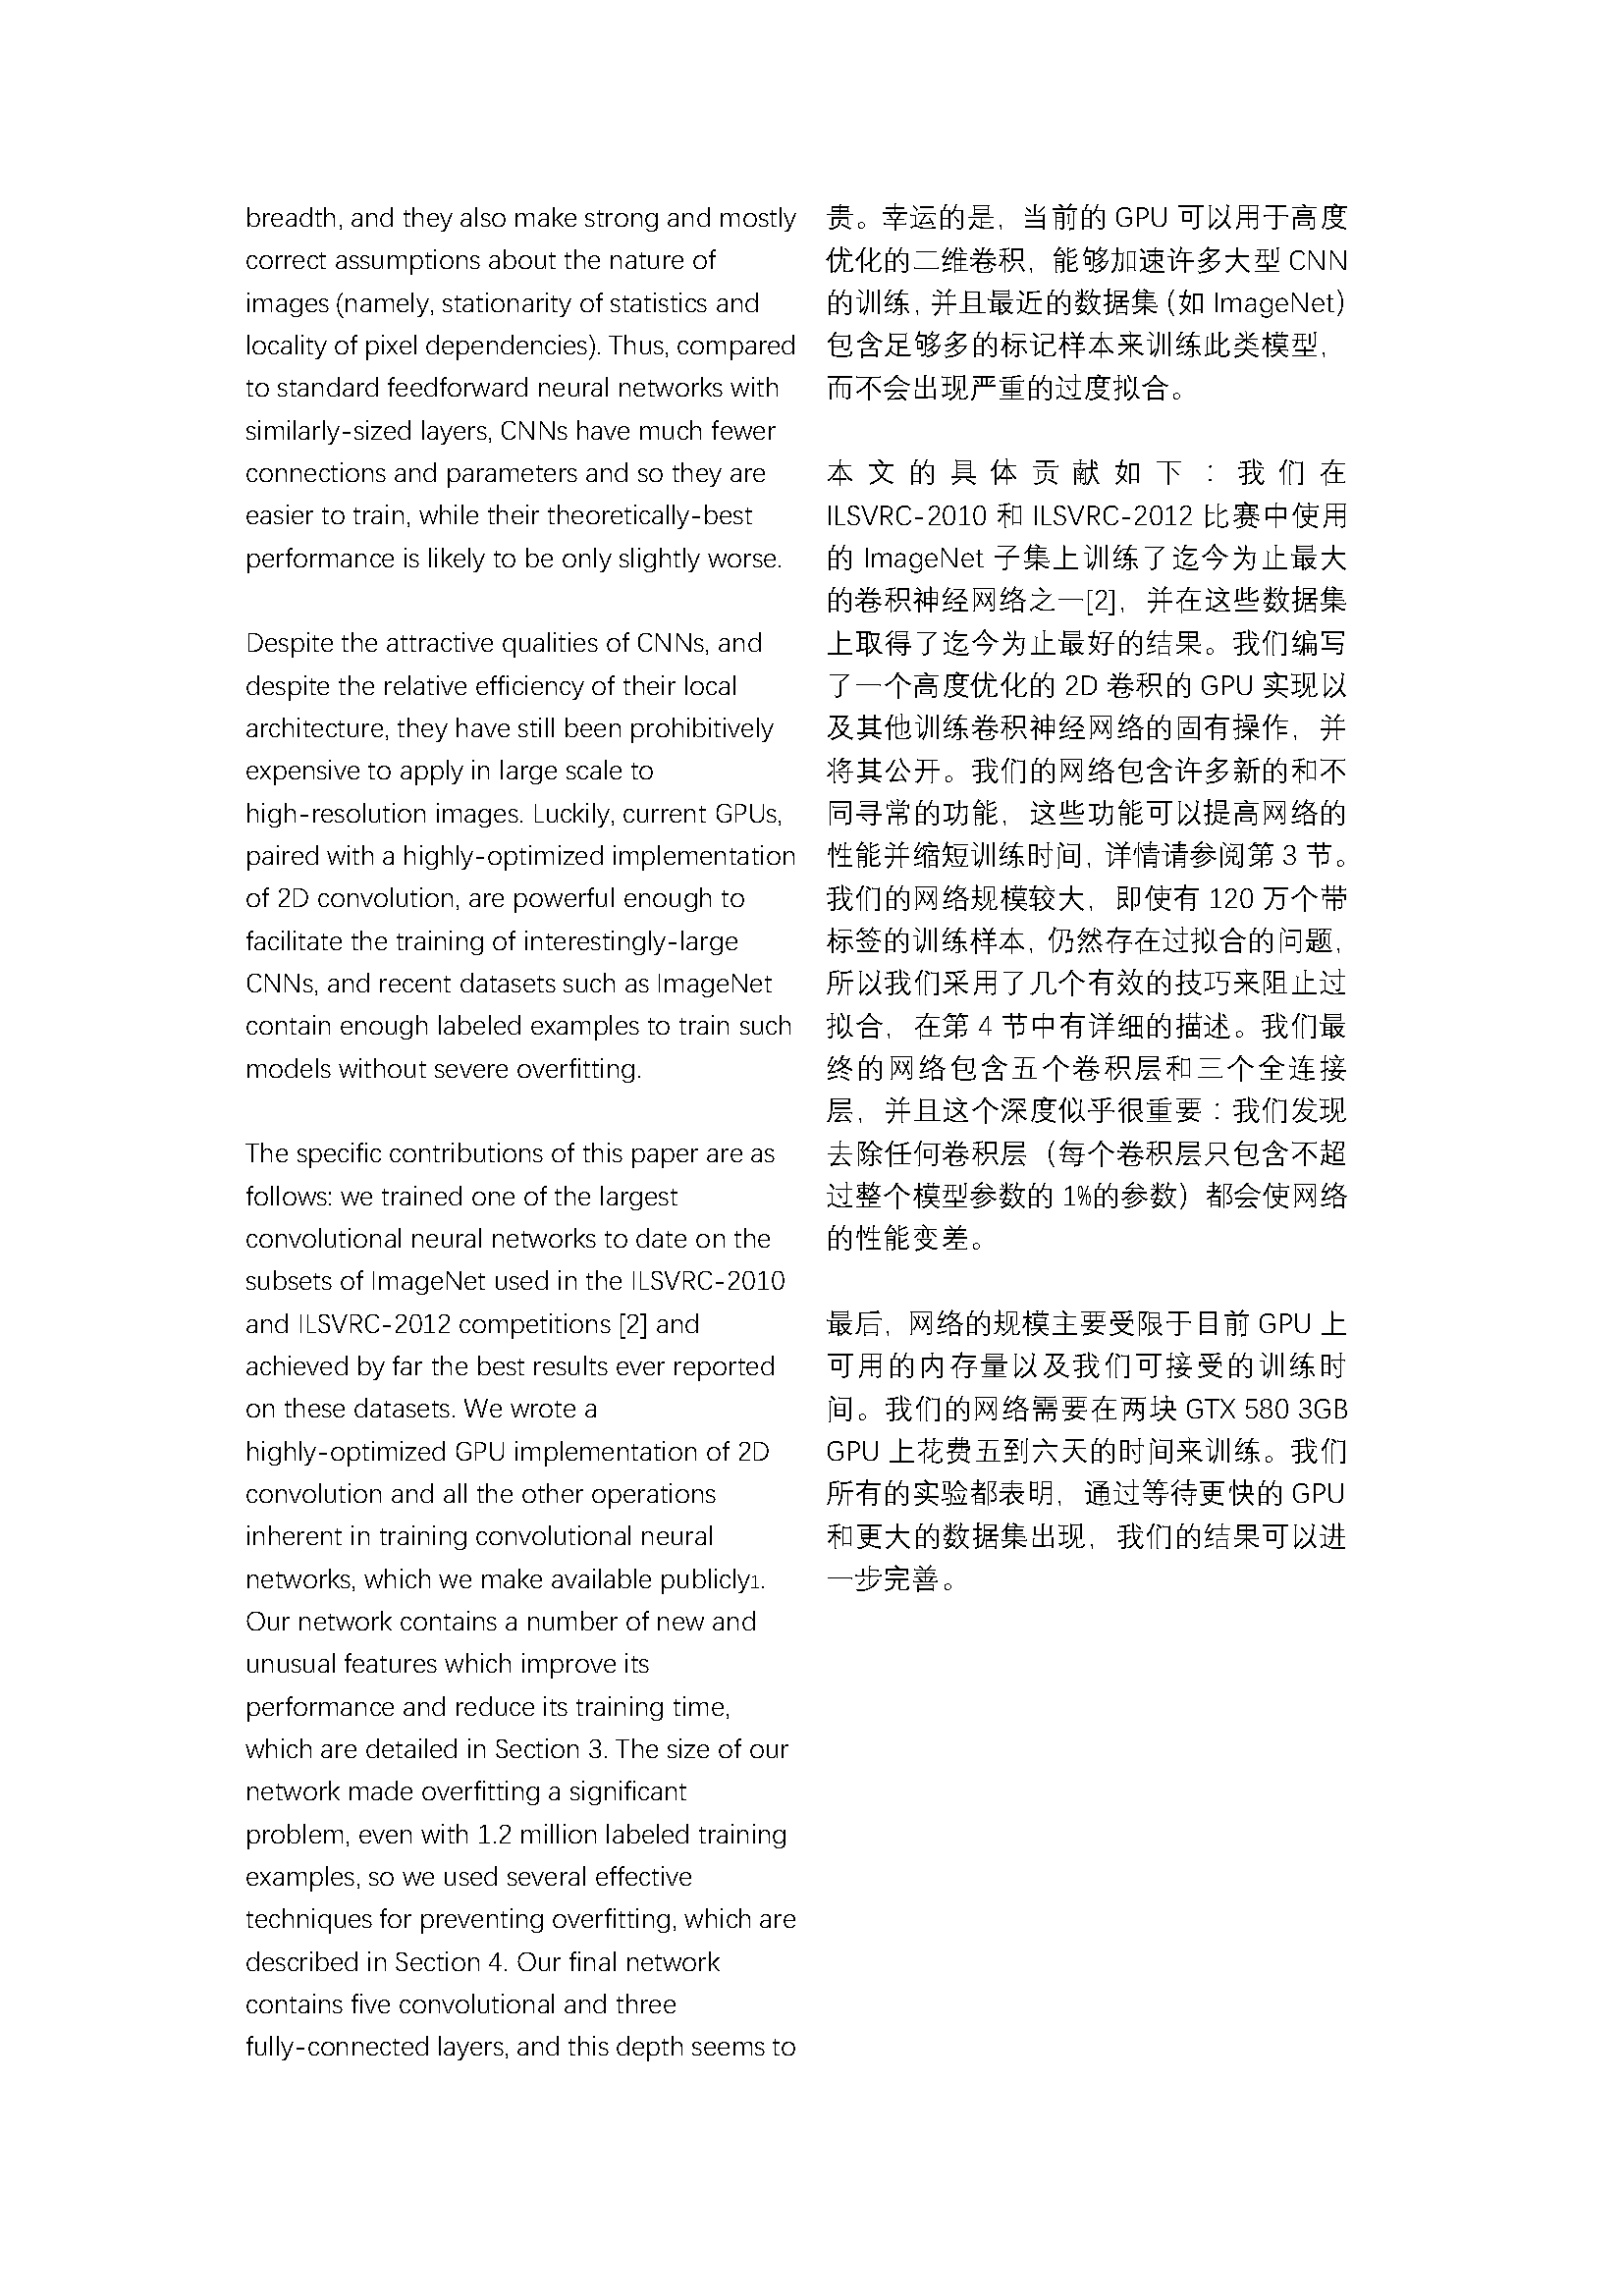 breadth, and they also make strong and mostly
correct assumptions about the nature of
images (namely, stationarity of statistics and
locality of pixel dependencies). Thus, compared
to standard feedforward neural networks with
similarly-sized layers, CNNs have much fewer
connections and parameters and so they are
easier to train, while their theoretically-best
performance is likely to be only slightly worse.
Despite the attractive qualities of CNNs, and
despite the relative efficiency of their local
architecture, they have still been prohibitively
expensive to apply in large scale to
high-resolution images. Luckily, current GPUs,
paired with a highly-optimized implementation
of 2D convolution, are powerful enough to
facilitate the training of interestingly-large
CNNs, and recent datasets such as ImageNet
contain enough labeled examples to train such
models without severe overfitting.
The specific contributions of this paper are as
follows: we trained one of the largest
convolutional neural networks to date on the
subsets of ImageNet used in the ILSVRC-2010
and ILSVRC-2012 competitions [2] and
achieved by far the best results ever reported
on these datasets. We wrote a
highly-optimized GPU implementation of 2D
convolution and all the other operations
inherent in training convolutional neural
networks, which we make available publicly1.
Our network contains a number of new and
unusual features which improve its
performance and reduce its training time,
which are detailed in Section 3. The size of our
network made overfitting a significant
problem, even with 1.2 million labeled training
examples, so we used several effective
techniques for preventing overfitting, which are
described in Section 4. Our final network
contains five convolutional and three
fully-connected layers, and this depth seems to
贵。幸运的是，当前的 GPU 可以用于高度
优化的二维卷积，能够加速许多大型 CNN
的训练，并且最近的数据集（如 ImageNet）
包含足够多的标记样本来训练此类模型，
而不会出现严重的过度拟合。
本文的具体贡献如下：我们在
ILSVRC-2010 和 ILSVRC-2012 比赛中使用
的 ImageNet 子集上训练了迄今为止最大
的卷积神经网络之一[2]，并在这些数据集
上取得了迄今为止最好的结果。我们编写
了一个高度优化的 2D 卷积的 GPU 实现以
及其他训练卷积神经网络的固有操作，并
将其公开。我们的网络包含许多新的和不
同寻常的功能，这些功能可以提高网络的
性能并缩短训练时间，详情请参阅第 3 节。
我们的网络规模较大，即使有 120 万个带
标签的训练样本，仍然存在过拟合的问题，
所以我们采用了几个有效的技巧来阻止过
拟合，在第 4 节中有详细的描述。我们最
终的网络包含五个卷积层和三个全连接
层，并且这个深度似乎很重要：我们发现
去除任何卷积层（每个卷积层只包含不超
过整个模型参数的 1%的参数）都会使网络
的性能变差。
最后，网络的规模主要受限于目前 GPU 上
可用的内存量以及我们可接受的训练时
间。我们的网络需要在两块 GTX 580 3GB
GPU 上花费五到六天的时间来训练。我们
所有的实验都表明，通过等待更快的 GPU
和更大的数据集出现，我们的结果可以进
一步完善。